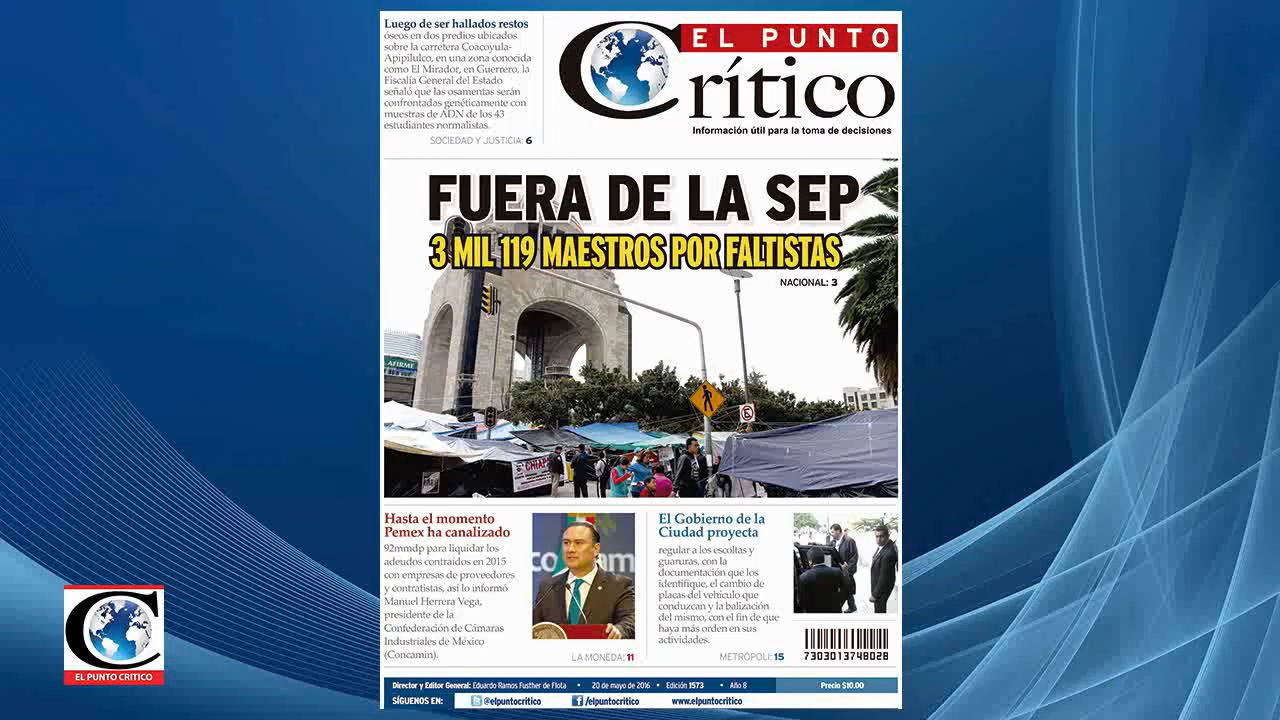 Luego de ser hallados restos
óseos en dos predios ubicados
sobre la carretera Coacoyula-
Apipilulco, en una zona conocida
como El Mirador, en Guerrero, la
Fiscalía General del Estado
señaló que las osamentas serán
confrontadas genéticamente con
muestras de ADN de los 43
estudiantes normalistas.
SOCIEDAD Y JUSTICIA: 6
EL PUNTO
Crítico
Información útil para la toma de decisiones
FUERA DE LA SEP
3 MIL 119 MAESTROS POR FALTISTAS
NACIONAL: 3
AFIRME
CHIAPAS
Hasta el momento
Pemex ha canalizado
92mmdp para liquidar los
adeudos contraídos en 2015
con empresas de proveedores
y contratistas, así lo informó
Manuel Herrera Vega,
presidente de la
Confederación de Cámaras
Industriales de México
(Concamin).
LA MONEDA: 11
El Gobierno de la
Ciudad proyecta
regular a los escoltas y
guaruras, con la
documentación que los
identifique, el cambio de
placas del vehículo que
conduzcan y la balización
del mismo, con el fin de que
haya más orden en sus
actividades.
METRÓPOLI: 15
7303013748028
Director y Editor General: Eduardo Ramos Fusther de Flota • 20 de mayo de 2016 • Edición 1573 • Año 8 Precio $10.00
SÍGUENOS EN: @elpuntocritico /elpuntocritico www.elpuntocritico.com
C
EL PUNTO CRITICO